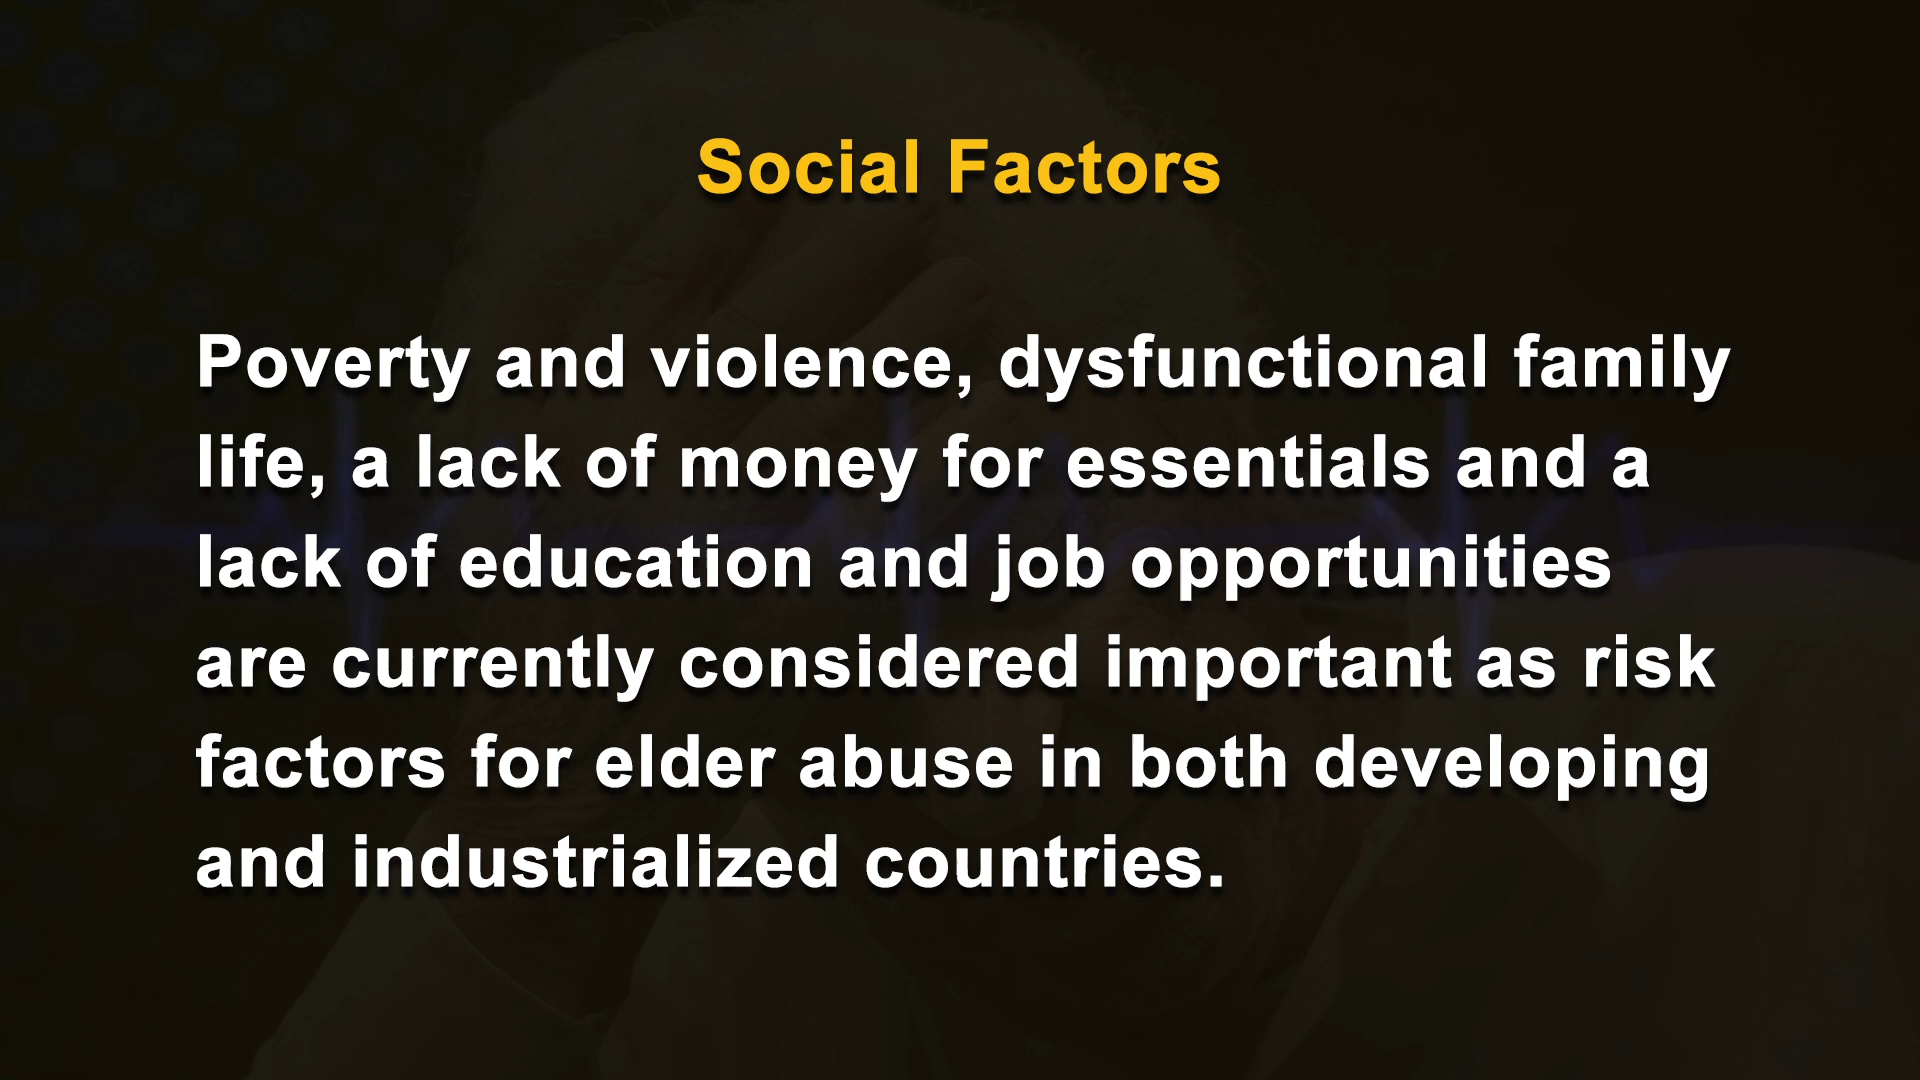 Social Factors
Poverty and violence, dysfunctional family
life, a lack of money for essentials and a
lack of education and job opportunities
are currently considered important as risk
factors for elder abuse in both developing
and industrialized countries.